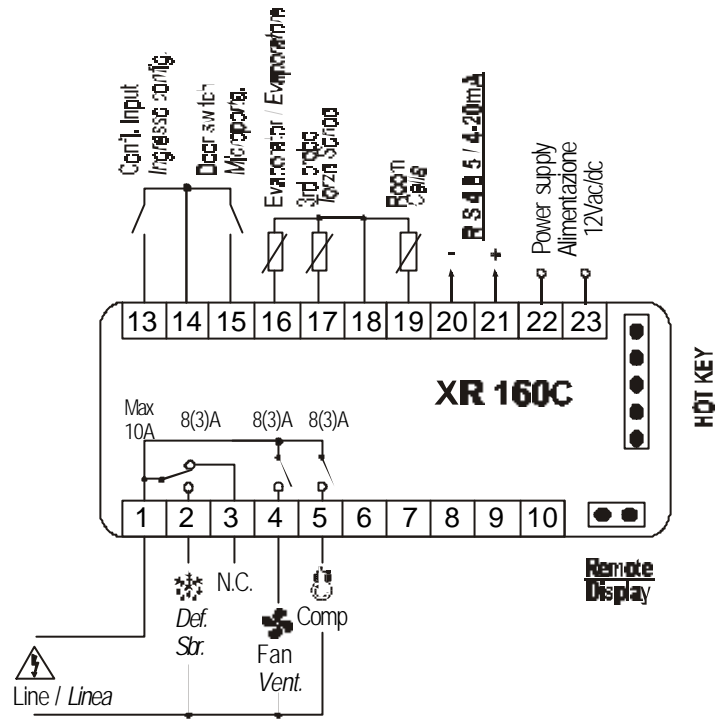 Conf. Input
Ingresso config.
Door switch
Microporta.
Evaporator / Evaporatore
3rd probe
Terza Sonda
Room
Cella
RS485 / 4-20mA
- +
Power supply
Alimentazione
12Vac/dc
13 14 15 16 17 18 19 20 21 22 23
XR 160C
HOT KEY
Max
10A
8(3)A 8(3)A 8(3)A
1 2 3 4 5 6 7 8 9 10
Remote
Display
N.C.
Def.
Sbr.
Comp
Fan
Vent.
Line / Linea